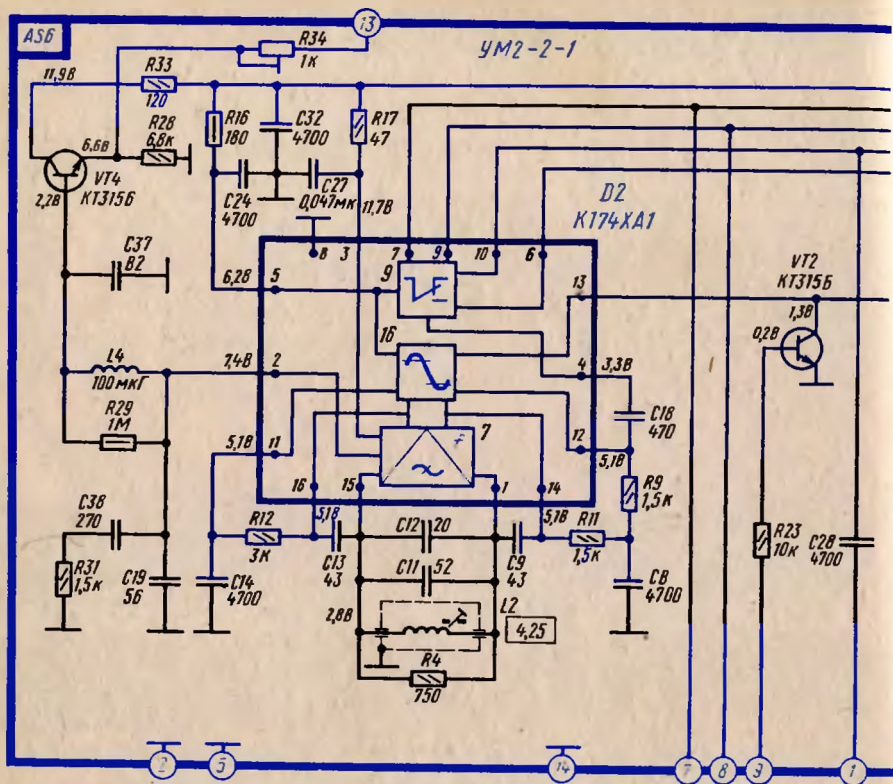 AS6
13
УМ2-2-1
R34
1к
11,9В
R33
120
R16
180
C32
4700
R17
47
6,6В
R28
6,8к
VT4
КТ315Б
2,2В
C24
4700
C27
0,047мк
11,7В
D2
К174ХА1
8
3
7
9
10
6
C37
82
6,2В
5
9
13
VT2
КТ315Б
1,3В
0,2В
16
L4
100мкГ
7,4В
2
4
3,3В
C18
470
R29
1М
7
5,1В
11
12
5,1В
16
15
1
14
R9
1,5к
C38
270
R12
3к
5,1В
C12
20
5,1В
R11
1,5к
R23
10к
C28
4700
C13
43
C11
52
C9
43
R31
1,5к
C19
56
C14
4700
C8
4700
2,8В
L2
4,25
R4
750
2
5
14
7
8
9
1